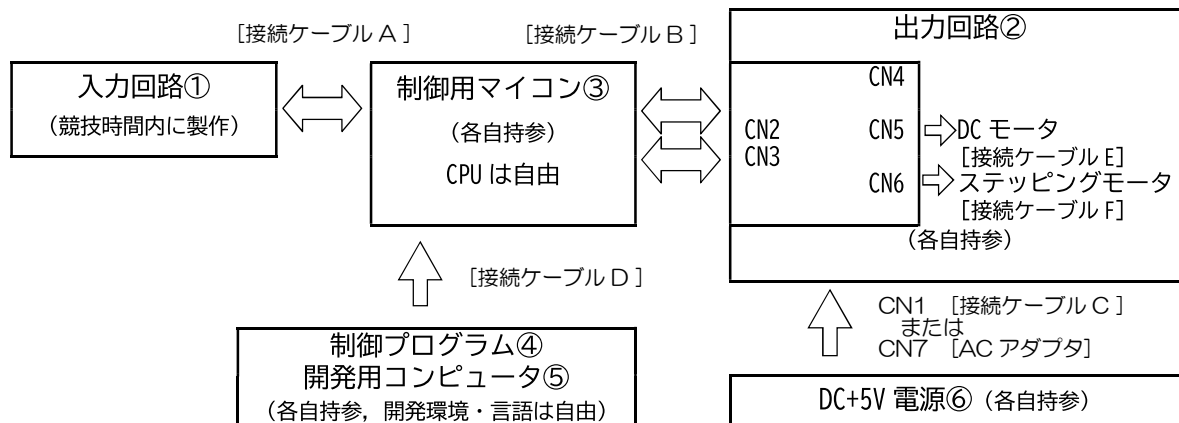 [接続ケーブル A ]
[接続ケーブル B ]
入力回路①
(競技時間内に製作)
制御用マイコン③
(各自持参)
CPU は自由
出力回路②
CN4
CN2
CN3
CN5
DC モータ
[接続ケーブル E]
CN6
ステッピングモータ
[接続ケーブル F]
(各自持参)
[接続ケーブル D ]
CN1 [接続ケーブル C ]
または
CN7 [AC アダプタ]
制御プログラム④
開発用コンピュータ⑤
(各自持参, 開発環境・言語は自由)
DC+5V 電源⑥ (各自持参)